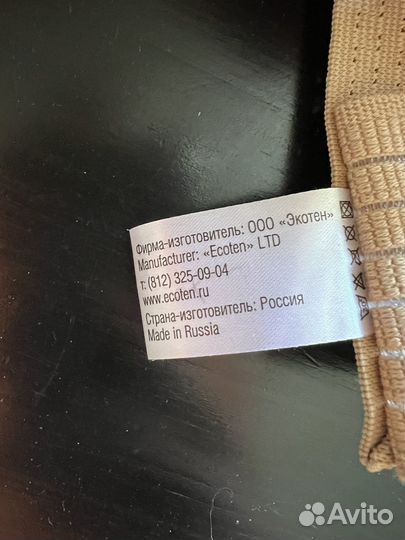 Фирма-изготовитель: ООО «Экотен»
Manufacturer: «Ecoten» LTD
т: (812) 325-09-04
www.ecoten.ru
Страна-изготовитель: Россия
Made in Russia
Avito